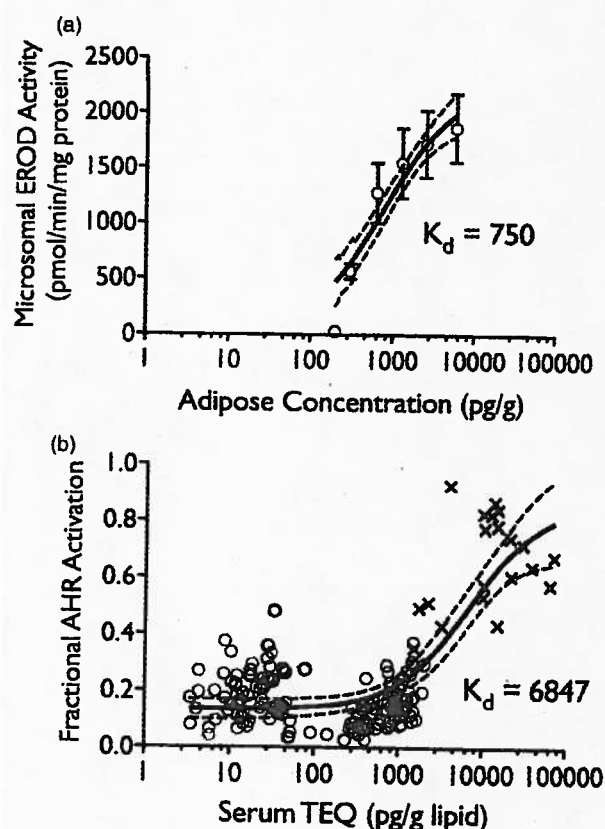 (a)
Microsomal EROD Activity
(pmol/min/mg protein)
2500
2000
1500
1000
500
0
K_d = 750
1 10 100 1000 10000 100000
Adipose Concentration (pg/g)
(b)
Fractional AHR Activation
1.0
0.8
0.6
0.4
0.2
0.0
K_d = 6847
1 10 100 1000 10000 100000
Serum TEQ (pg/g lipid)